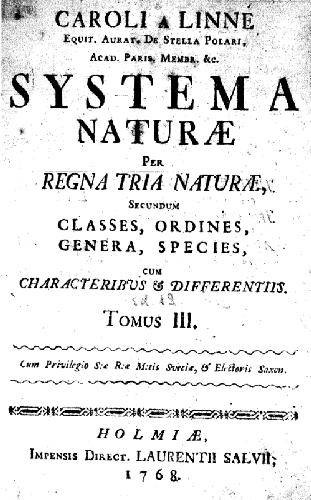 CAROLI a LINNÉ
EQUIT. AURAT. DE STELLA POLARI,
ACAD. PARIS. MEMBR. &c.
SYSTEMA
NATURÆ
PER
REGNA TRIA NATURÆ,
SECUNDUM
CLASSES, ORDINES,
GENERA, SPECIES,
CUM
CHARACTERIBUS & DIFFERENTIIS.
TOMUS III.
Cum Privilegio S:æ R:æ M:tis Sveciæ, & Electoris Saxon.
HOLMIÆ,
IMPENSIS DIRECT. LAURENTII SALVII,
1768.